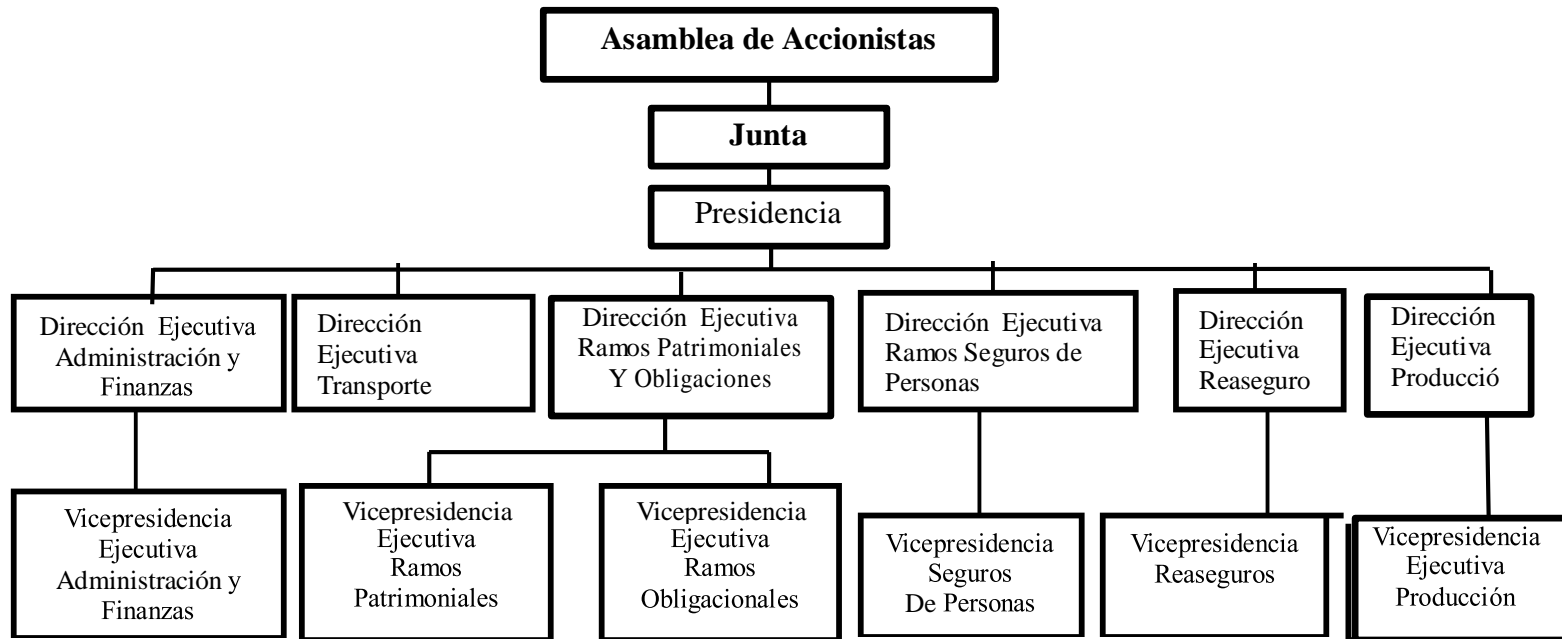 Asamblea de Accionistas
Junta
Presidencia
Dirección Ejecutiva
Administración y
Finanzas
Dirección
Ejecutiva
Transporte
Dirección Ejecutiva
Ramos Patrimoniales
Y Obligaciones
Dirección Ejecutiva
Ramos Seguros de
Personas
Dirección
Ejecutiva
Reaseguro
Dirección
Ejecutiva
Producció
Vicepresidencia
Ejecutiva
Administración y
Finanzas
Vicepresidencia
Ejecutiva
Ramos
Patrimoniales
Vicepresidencia
Ejecutiva
Ramos
Obligacionales
Vicepresidencia
Seguros
De Personas
Vicepresidencia
Reaseguros
Vicepresidencia
Ejecutiva
Producción